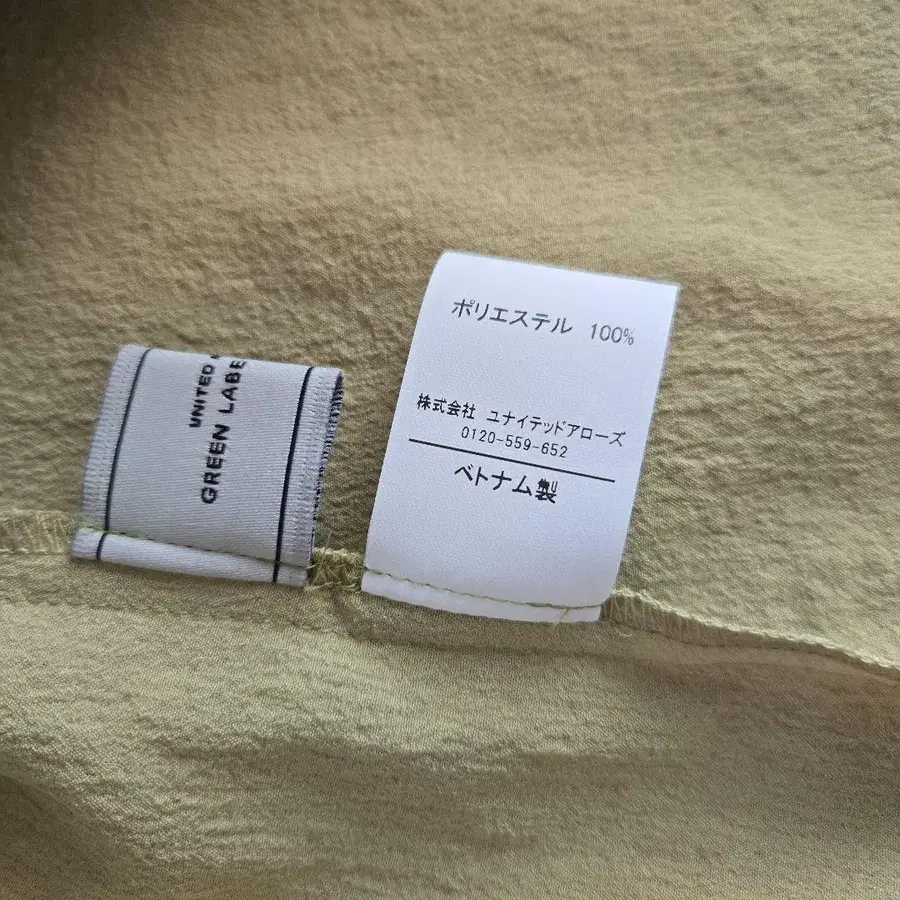 UNITED
GREEN LABE
ポリエステル 100%
株式会社 ユナイテッドアローズ
0120-559-652
ベトナム製